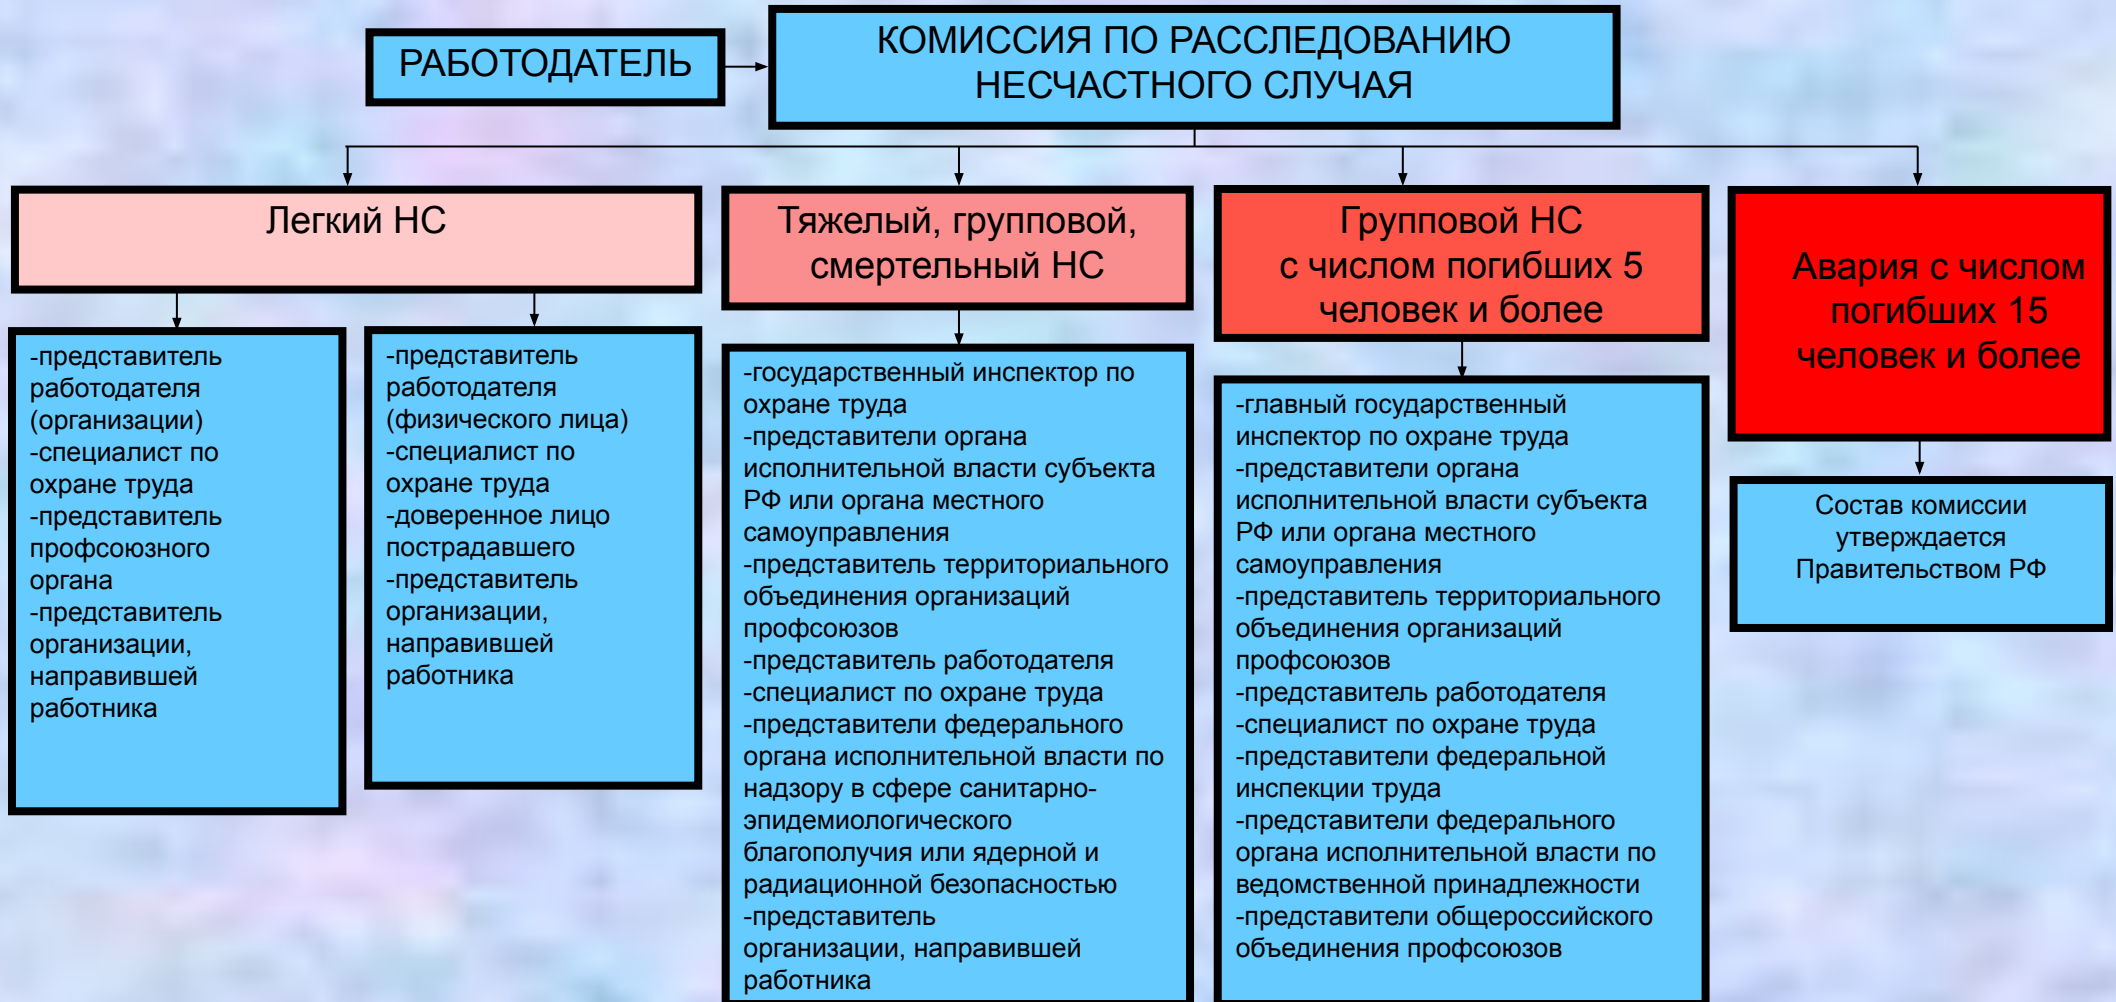 РАБОТОДАТЕЛЬ
КОМИССИЯ ПО РАССЛЕДОВАНИЮ
НЕСЧАСТНОГО СЛУЧАЯ
Легкий НС
-представитель
работодателя
(организации)
-специалист по
охране труда
-представитель
профсоюзного
органа
-представитель
организации,
направившей
работника
-представитель
работодателя
(физического лица)
-специалист по
охране труда
-доверенное лицо
пострадавшего
-представитель
организации,
направившей
работника
Тяжелый, групповой,
смертельный НС
-государственный инспектор по
охране труда
-представители органа
исполнительной власти субъекта
РФ или органа местного
самоуправления
-представитель территориального
объединения организаций
профсоюзов
-представитель работодателя
-специалист по охране труда
-представители федерального
органа исполнительной власти по
надзору в сфере санитарно-
эпидемиологического
благополучия или ядерной и
радиационной безопасностью
-представитель
организации, направившей
работника
Групповой НС
с числом погибших 5
человек и более
-главный государственный
инспектор по охране труда
-представители органа
исполнительной власти субъекта
РФ или органа местного
самоуправления
-представитель территориального
объединения организаций
профсоюзов
-представитель работодателя
-специалист по охране труда
-представители федеральной
инспекции труда
-представители федерального
органа исполнительной власти по
ведомственной принадлежности
-представители общероссийского
объединения профсоюзов
Авария с числом
погибших 15
человек и более
Состав комиссии
утверждается
Правительством РФ